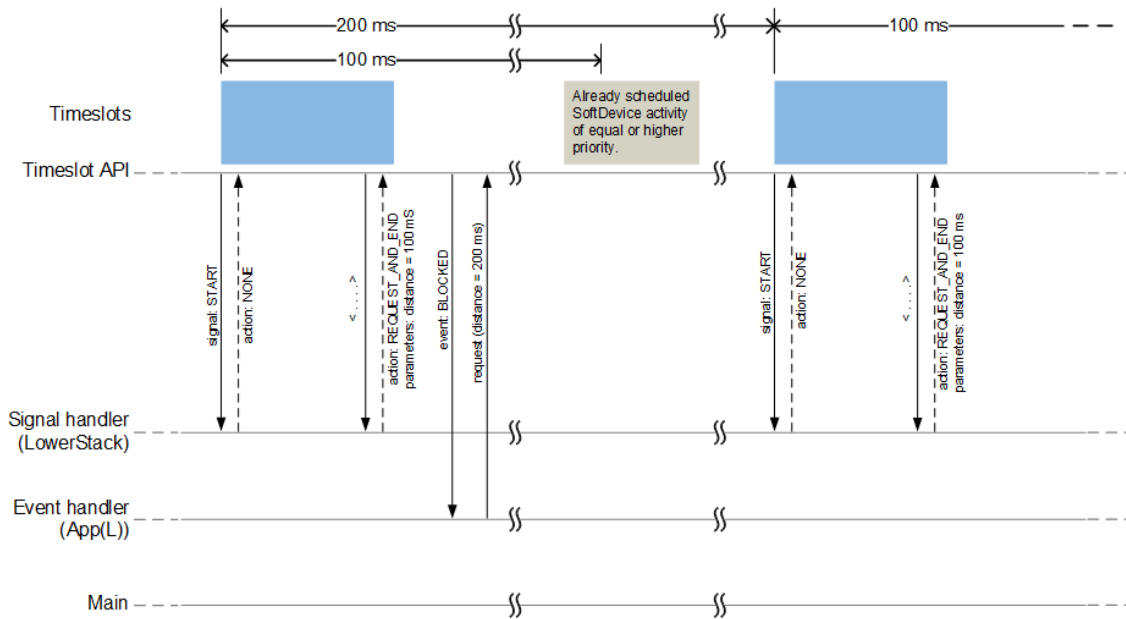 200 ms
100 ms
100 ms
Timeslots
Already scheduled
SoftDevice activity
of equal or higher
priority.
Timeslot API
signal: START
action: NONE
< . . . . >
action: REQUEST_AND_END
parameters: distance = 100 mS
event: BLOCKED
request (distance = 200 ms)
signal: START
action: NONE
< . . . . >
action: REQUEST_AND_END
parameters: distance = 100 ms
Signal handler
(LowerStack)
Event handler
(App(L))
Main